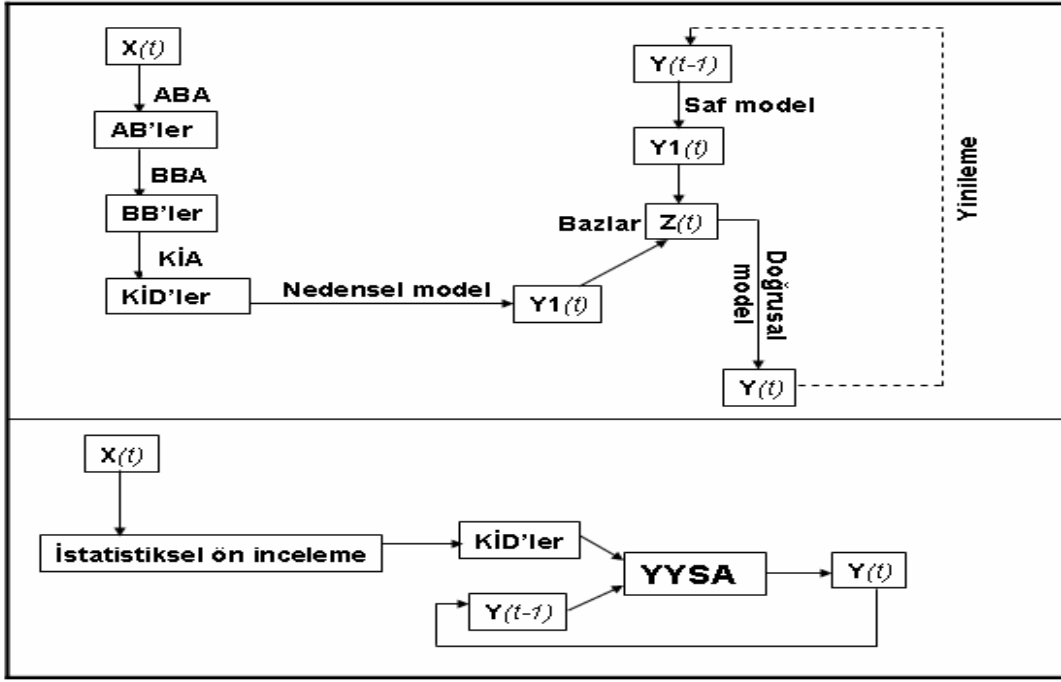 X(t)
ABA
AB'ler
BBA
BB'ler
KİA
KİD'ler
Nedensel model
Y1(t)
Y(t-1)
Saf model
Y1(t)
Bazlar
Z(t)
Doğrusal
model
Y(t)
Yinileme
X(t)
İstatistiksel ön inceleme
KİD'ler
Y(t-1)
YYSA
Y(t)